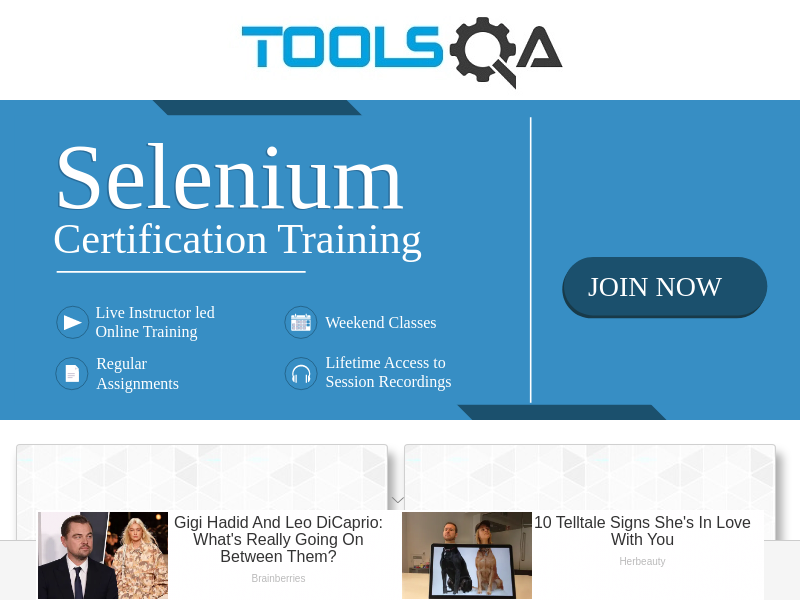 TOOLSQA
Selenium
Certification Training
Live Instructor led
Online Training
Weekend Classes
Regular
Assignments
Lifetime Access to
Session Recordings
JOIN NOW
Gigi Hadid And Leo DiCaprio:
What's Really Going On
Between Them?
Brainberries
10 Telltale Signs She's In Love
With You
Herbeauty